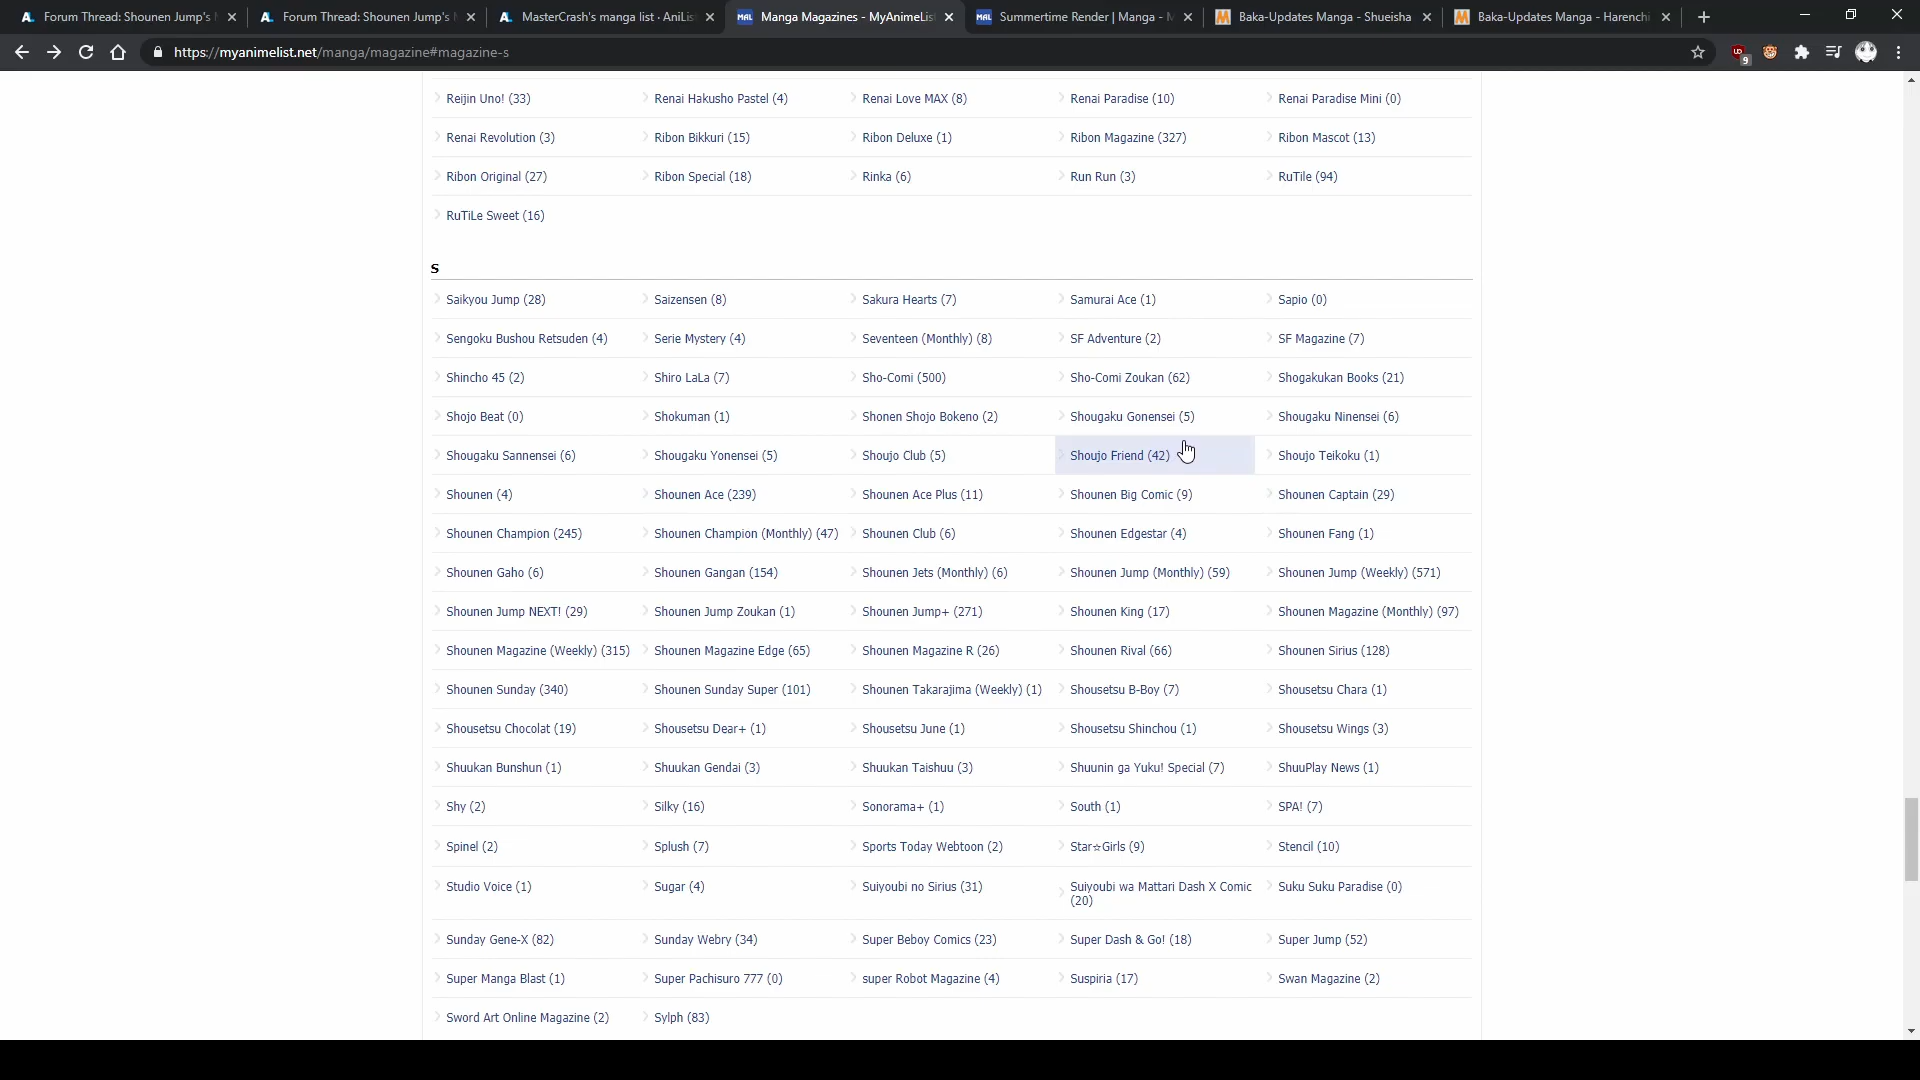 Forum Thread: Shounen Jump's
Forum Thread: Shounen Jump's
MasterCrash's manga list · AniLis
Manga Magazines - MyAnimeLis
Summertime Render | Manga -
Baka-Updates Manga - Shueisha
Baka-Updates Manga - Harenchi
https://myanimelist.net/manga/magazine#magazine-s
9
Reijin Uno! (33) Renai Hakusho Pastel (4) Renai Love MAX (8) Renai Paradise (10) Renai Paradise Mini (0)
Renai Revolution (3) Ribon Bikkuri (15) Ribon Deluxe (1) Ribon Magazine (327) Ribon Mascot (13)
Ribon Original (27) Ribon Special (18) Rinka (6) Run Run (3) RuTile (94)
RuTiLe Sweet (16)
S
Saikyou Jump (28) Saizensen (8) Sakura Hearts (7) Samurai Ace (1) Sapio (0)
Sengoku Bushou Retsuden (4) Serie Mystery (4) Seventeen (Monthly) (8) SF Adventure (2) SF Magazine (7)
Shincho 45 (2) Shiro LaLa (7) Sho-Comi (500) Sho-Comi Zoukan (62) Shogakukan Books (21)
Shojo Beat (0) Shokuman (1) Shonen Shojo Bokeno (2) Shougaku Gonensei (5) Shougaku Ninensei (6)
Shougaku Sannensei (6) Shougaku Yonensei (5) Shoujo Club (5) Shoujo Friend (42) Shoujo Teikoku (1)
Shounen (4) Shounen Ace (239) Shounen Ace Plus (11) Shounen Big Comic (9) Shounen Captain (29)
Shounen Champion (245) Shounen Champion (Monthly) (47) Shounen Club (6) Shounen Edgestar (4) Shounen Fang (1)
Shounen Gaho (6) Shounen Gangan (154) Shounen Jets (Monthly) (6) Shounen Jump (Monthly) (59) Shounen Jump (Weekly) (571)
Shounen Jump NEXT! (29) Shounen Jump Zoukan (1) Shounen Jump+ (271) Shounen King (17) Shounen Magazine (Monthly) (97)
Shounen Magazine (Weekly) (315) Shounen Magazine Edge (65) Shounen Magazine R (26) Shounen Rival (66) Shounen Sirius (128)
Shounen Sunday (340) Shounen Sunday Super (101) Shounen Takarajima (Weekly) (1) Shousetsu B-Boy (7) Shousetsu Chara (1)
Shousetsu Chocolat (19) Shousetsu Dear+ (1) Shousetsu June (1) Shousetsu Shinchou (1) Shousetsu Wings (3)
Shuukan Bunshun (1) Shuukan Gendai (3) Shuukan Taishuu (3) Shuunin ga Yuku! Special (7) ShuuPlay News (1)
Shy (2) Silky (16) Sonorama+ (1) South (1) SPA! (7)
Spinel (2) Splush (7) Sports Today Webtoon (2) Star☆Girls (9) Stencil (10)
Studio Voice (1) Sugar (4) Suiyoubi no Sirius (31) Suiyoubi wa Mattari Dash X Comic (20) Suku Suku Paradise (0)
Sunday Gene-X (82) Sunday Webry (34) Super Beboy Comics (23) Super Dash & Go! (18) Super Jump (52)
Super Manga Blast (1) Super Pachisuro 777 (0) super Robot Magazine (4) Suspiria (17) Swan Magazine (2)
Sword Art Online Magazine (2) Sylph (83)